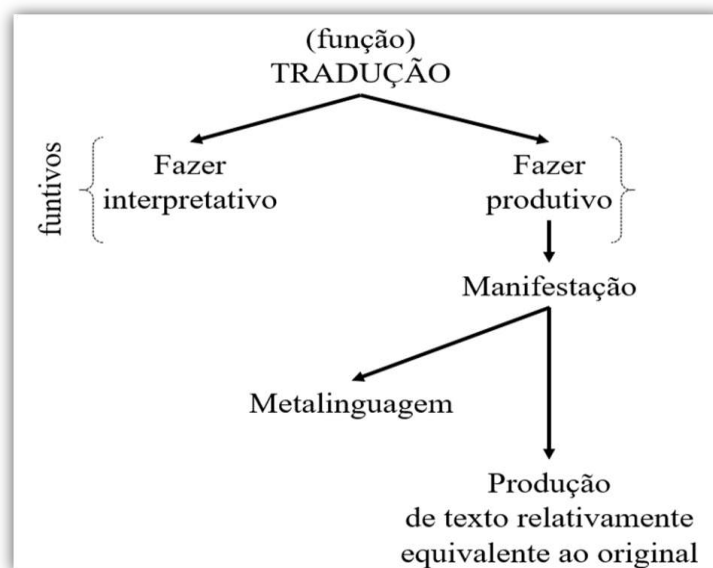 (função)
TRADUÇÃO
funtivos
Fazer
interpretativo
Fazer
produtivo
Manifestação
Metalinguagem
Produção
de texto relativamente
equivalente ao original